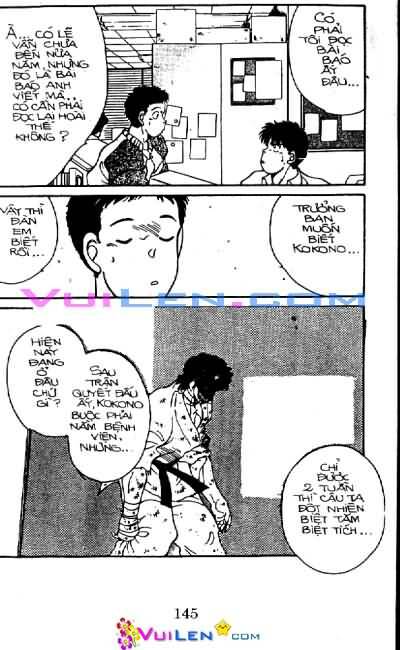 CÓ
PHẢI
TÔI ĐỌC
BÀI
BÁO
ẤY
ĐÂU...
À... CÓ LẼ
VẪN CHƯA
ĐẾN NỬA
NĂM, NHƯNG
ĐÓ LÀ BÀI
BÁO ANH
VIẾT MÀ...
CÓ CẦN PHẢI
ĐỌC LẠI HOÀI
THẾ
KHÔNG?
TRƯỞNG
BAN
MUỐN
BIẾT
KOKONO...
VẬY THÌ
ĐÀN
EM
BIẾT
RỒI...
VUILEN.COM
HIỆN
NAY
ĐANG
Ở
ĐÂU CHỨ
GÌ?
SAU
TRẬN
QUYẾT ĐẤU
ẤY, KOKONO
BUỘC PHẢI
NẰM BỆNH
VIỆN,
NHƯNG...
CHỈ
ĐƯỢC
2 TUẦN
THÌ CẬU TA
ĐỘT NHIÊN
BIỆT TĂM
BIỆT TÍCH...
145
VUILEN.COM